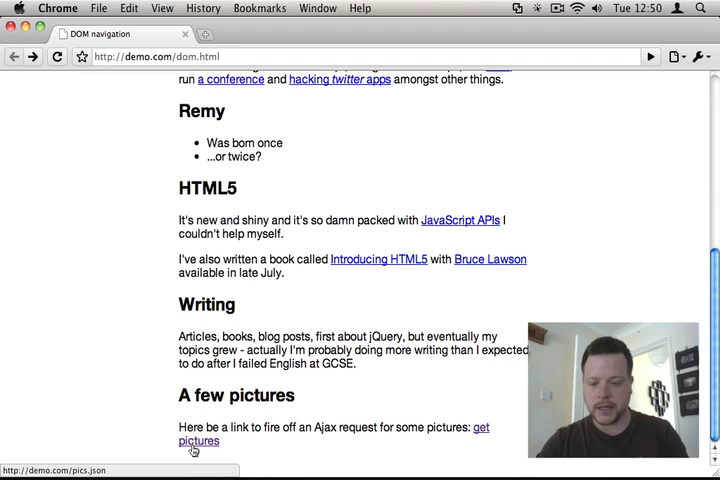 Chrome File Edit View History Bookmarks Window Help Tue 12:50
DOM navigation
http://demo.com/dom.html
run a conference and hacking twitter apps amongst other things.
Remy
• Was born once
• ...or twice?
HTML5
It's new and shiny and it's so damn packed with JavaScript APIs I
couldn't help myself.
I've also written a book called Introducing HTML5 with Bruce Lawson
available in late July.
Writing
Articles, books, blog posts, first about jQuery, but eventually my
topics grew - actually I'm probably doing more writing than I expected
to do after I failed English at GCSE.
A few pictures
Here be a link to fire off an Ajax request for some pictures: get
pictures
http://demo.com/pics.json